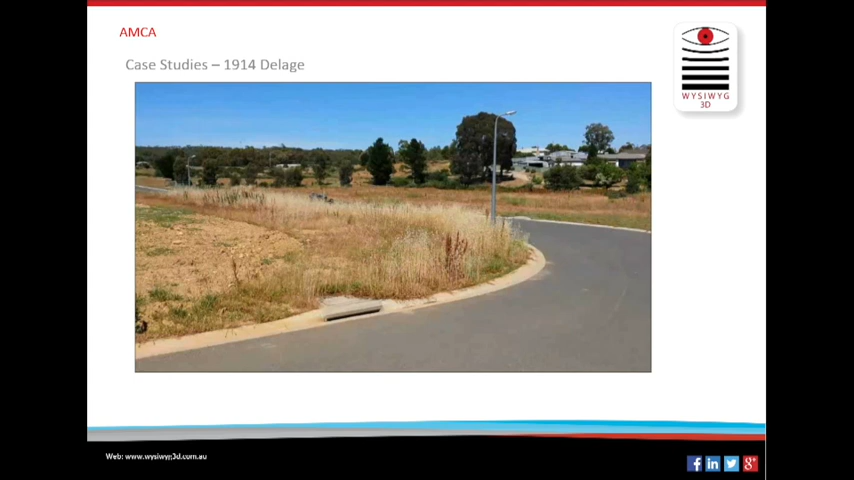 AMCA
Case Studies – 1914 Delage
WYSIWYG
3D
Web: www.wysiwyg3d.com.au